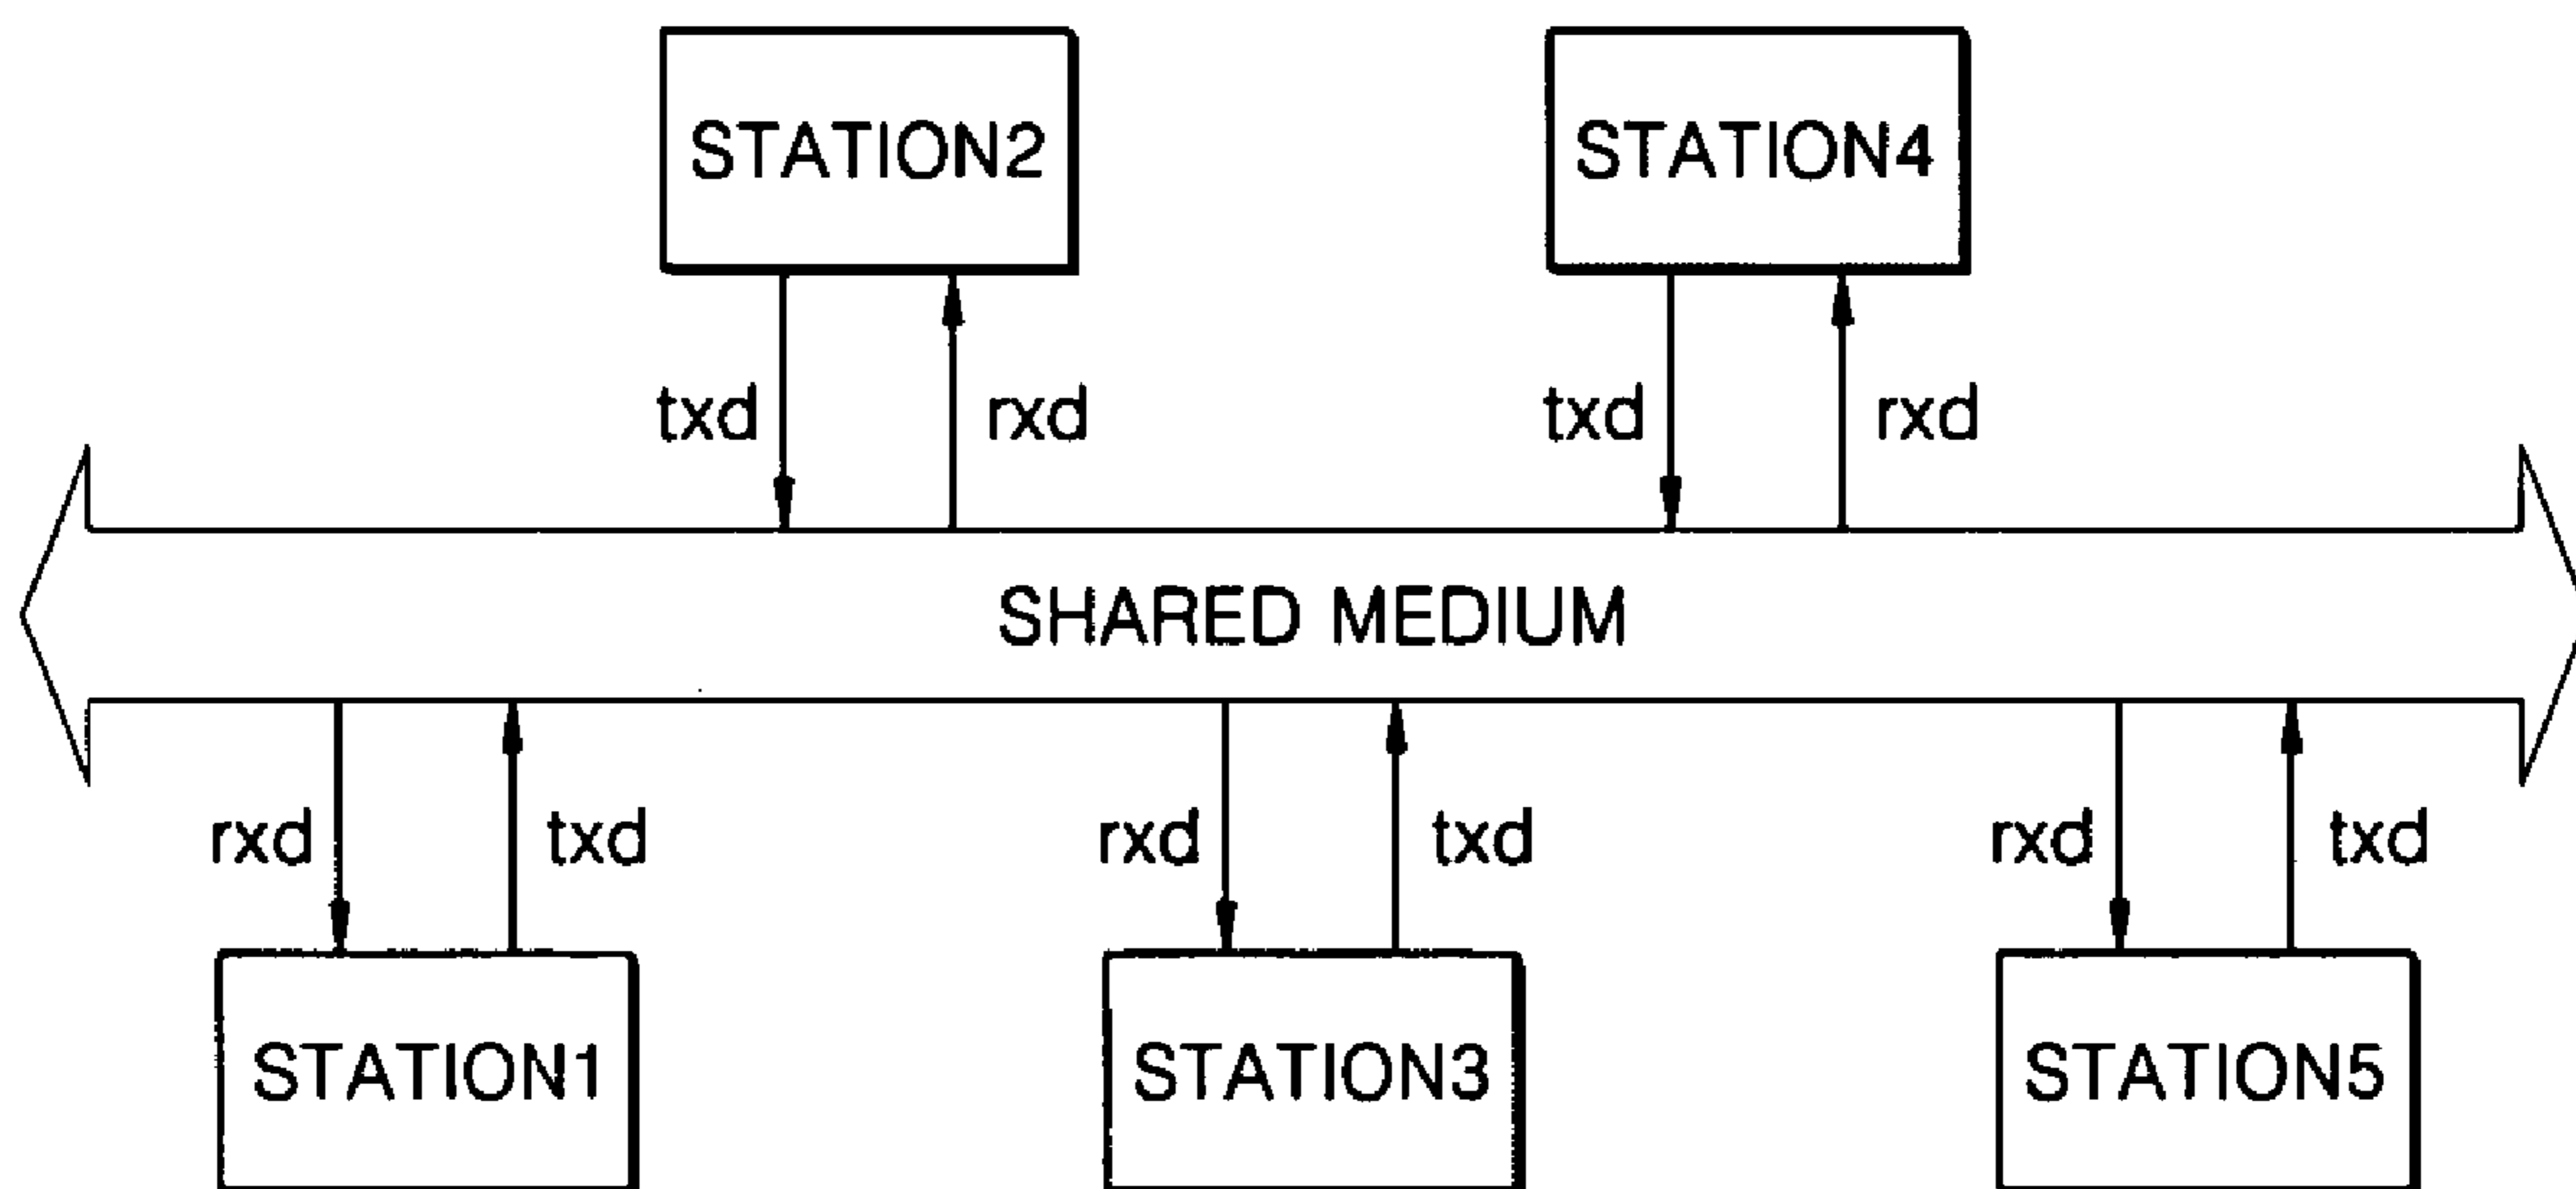 STATION2 STATION4
txd rxd txd rxd
SHARED MEDIUM
rxd txd rxd txd rxd txd
STATION1 STATION3 STATION5